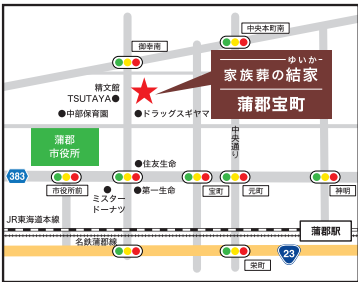 御幸南
中央本町南
精文館
TSUTAYA
中部保育園
ドラッグスギヤマ
ゆいかー
家族葬の結家
蒲郡宝町
蒲郡
市役所
中央通り
383
住友生命
市役所前
第一生命
ミスター
ドーナツ
宝町
元町
神明
JR東海道本線
蒲郡駅
名鉄蒲郡線
23
栄町